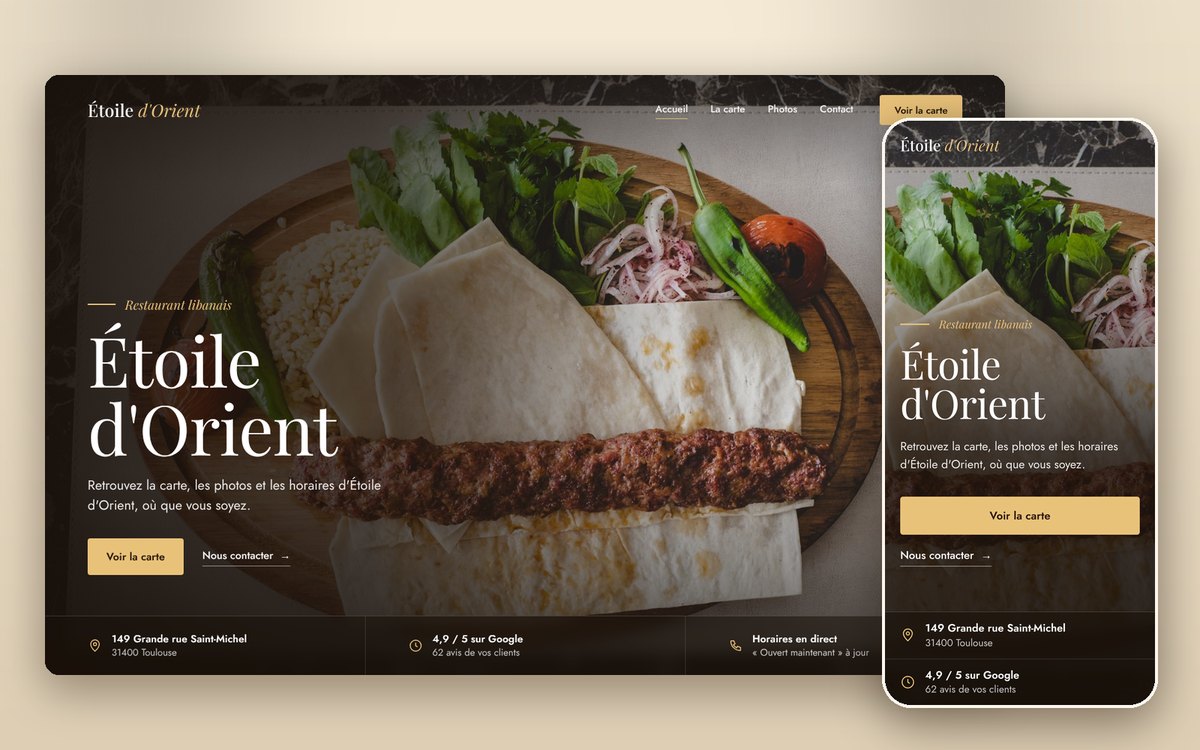 Étoile d'Orient
Accueil
La carte
Photos
Contact
Voir la carte
Restaurant libanais
Étoile
d'Orient
Retrouvez la carte, les photos et les horaires d'Étoile
d'Orient, où que vous soyez.
Voir la carte
Nous contacter →
149 Grande rue Saint-Michel
31400 Toulouse
4,9 / 5 sur Google
62 avis de vos clients
Horaires en direct
« Ouvert maintenant » à jour
Étoile d'Orient
Restaurant libanais
Étoile
d'Orient
Retrouvez la carte, les photos et les horaires
d'Étoile d'Orient, où que vous soyez.
Voir la carte
Nous contacter →
149 Grande rue Saint-Michel
31400 Toulouse
4,9 / 5 sur Google
62 avis de vos clients